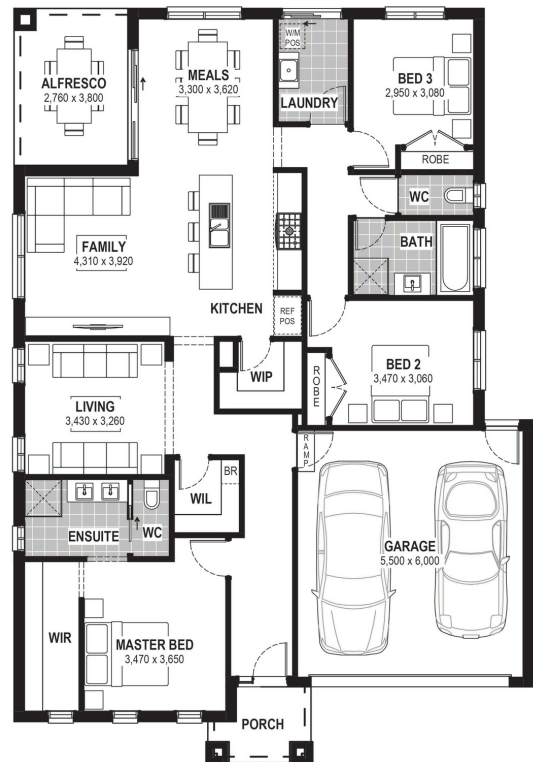 W/M
POS
ALFRESCO
2,760 x 3,800
MEALS
3,300 x 3,620
LAUNDRY
BED 3
2,950 x 3,080
ROBE
WC
BATH
FAMILY
4,310 x 3,920
KITCHEN
REF
POS
WIP
ROBE
BED 2
3,470 x 3,060
LIVING
3,430 x 3,260
RAMP
WIL
BR
ENSUITE
WC
GARAGE
5,500 x 6,000
WIR
MASTER BED
3,470 x 3,650
PORCH